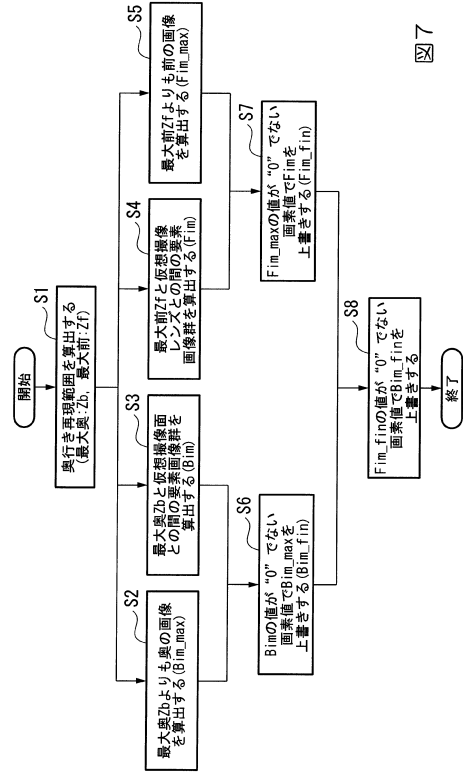 開始
S1
奥行き再現範囲を算出する
(最大奥:Zb, 最大前:Zf)
S2
最大奥Zbよりも奥の画像
を算出する(Bim_max)
S3
最大奥Zbと仮想撮像面
との間の要素画像群を
算出する(Bim)
S4
最大前Zfと仮想撮像
レンズとの間の要素
画像群を算出する(Fim)
S5
最大前Zfよりも前の画像
を算出する(Fim_max)
S6
Bimの値が“0”でない
画素値でBim_maxを
上書きする(Bim_fin)
S7
Fim_maxの値が“0”でない
画素値でFimを
上書きする(Fim_fin)
S8
Fim_finの値が“0”でない
画素値でBim_finを
上書きする
終了
図7